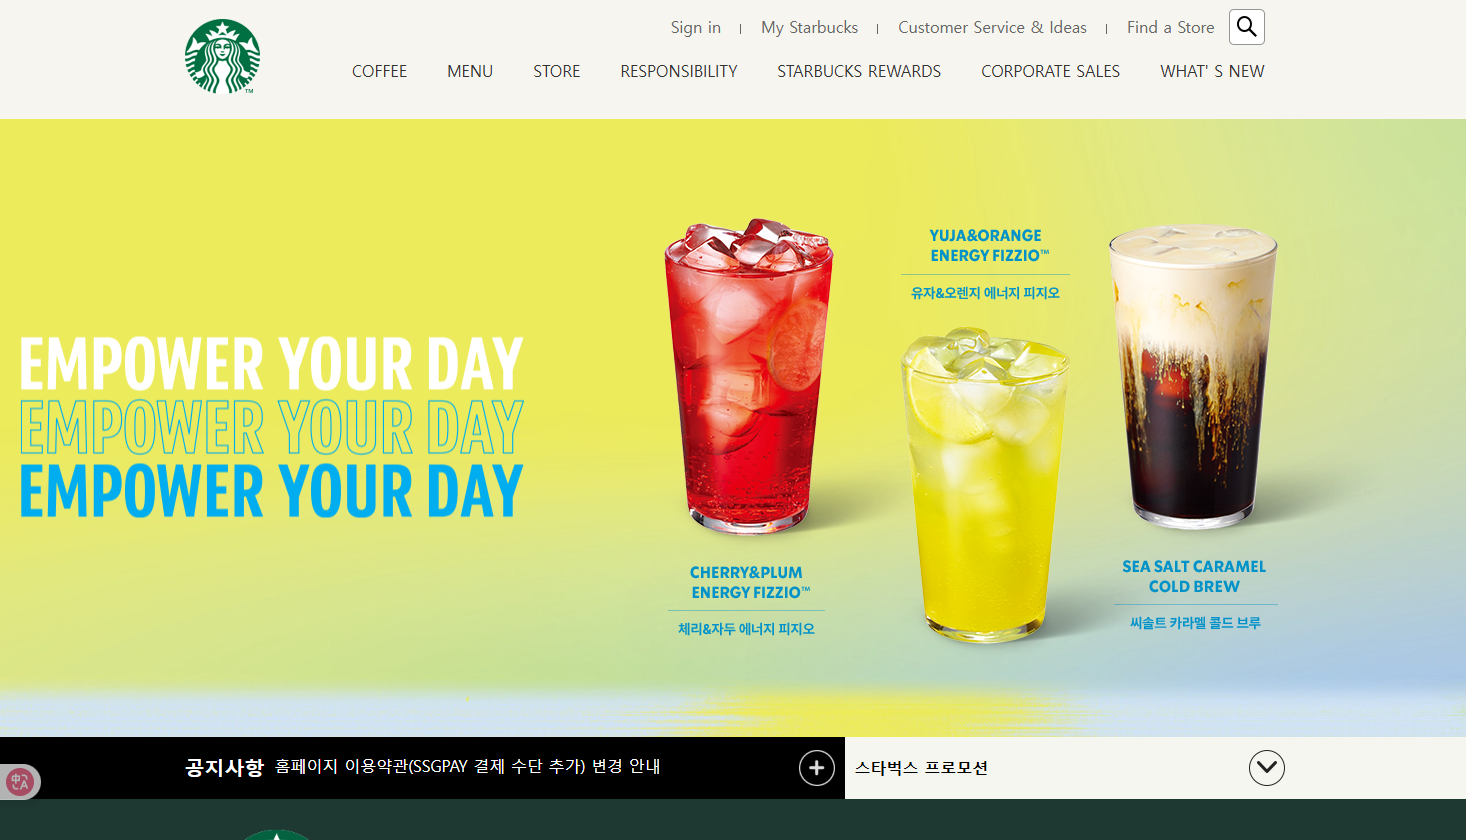 Sign in
My Starbucks
Customer Service & Ideas
Find a Store
COFFEE
MENU
STORE
RESPONSIBILITY
STARBUCKS REWARDS
CORPORATE SALES
WHAT' S NEW
TM
EMPOWER YOUR DAY
EMPOWER YOUR DAY
EMPOWER YOUR DAY
CHERRY&PLUM
ENERGY FIZZIO™
체리&자두 에너지 피지오
YUJA&ORANGE
ENERGY FIZZIO™
유자&오렌지 에너지 피지오
SEA SALT CARAMEL
COLD BREW
씨솔트 카라멜 콜드 브루
공지사항 홈페이지 이용약관(SSGPAY 결제 수단 추가) 변경 안내
스타벅스 프로모션
中A